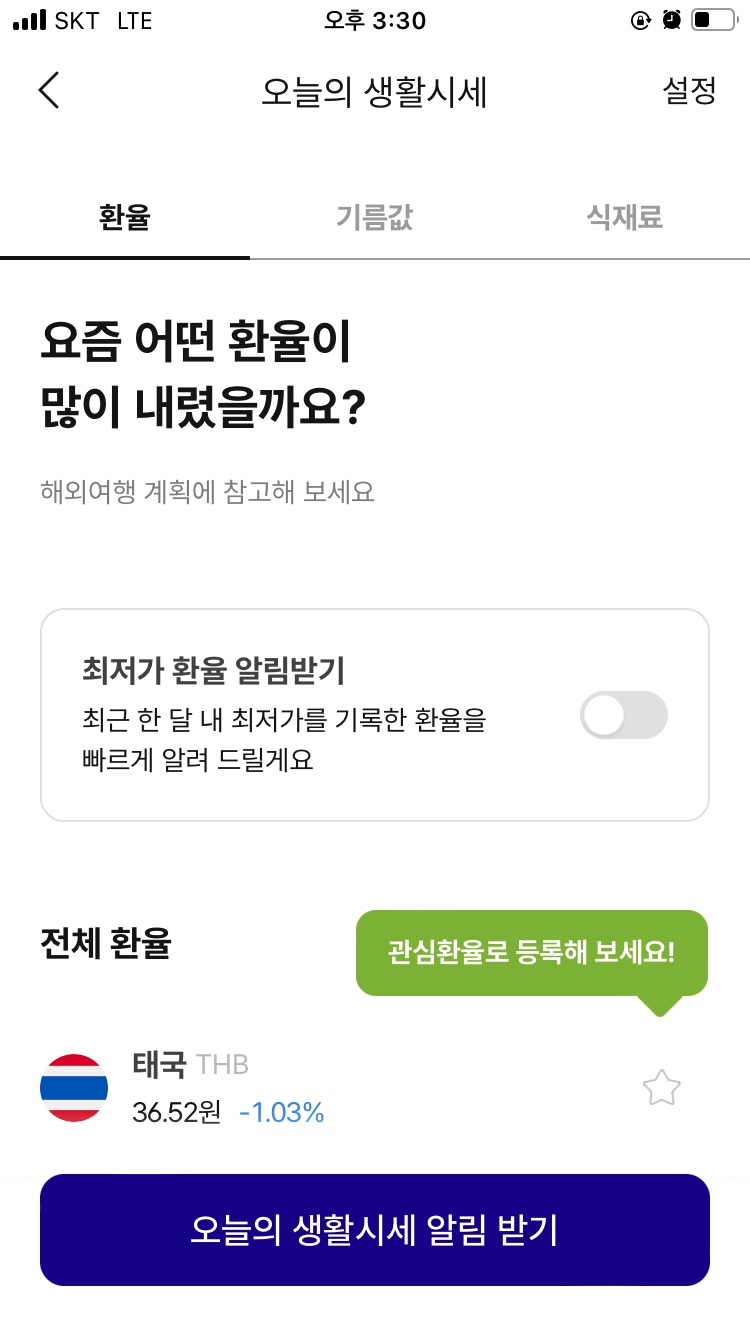 SKT LTE 오후 3:30
오늘의 생활시세 설정
환율 기름값 식재료
요즘 어떤 환율이
많이 내렸을까요?
해외여행 계획에 참고해 보세요
최저가 환율 알림받기
최근 한 달 내 최저가를 기록한 환율을
빠르게 알려 드릴게요
전체 환율 관심환율로 등록해 보세요!
태국 THB
36.52원 -1.03%
오늘의 생활시세 알림 받기